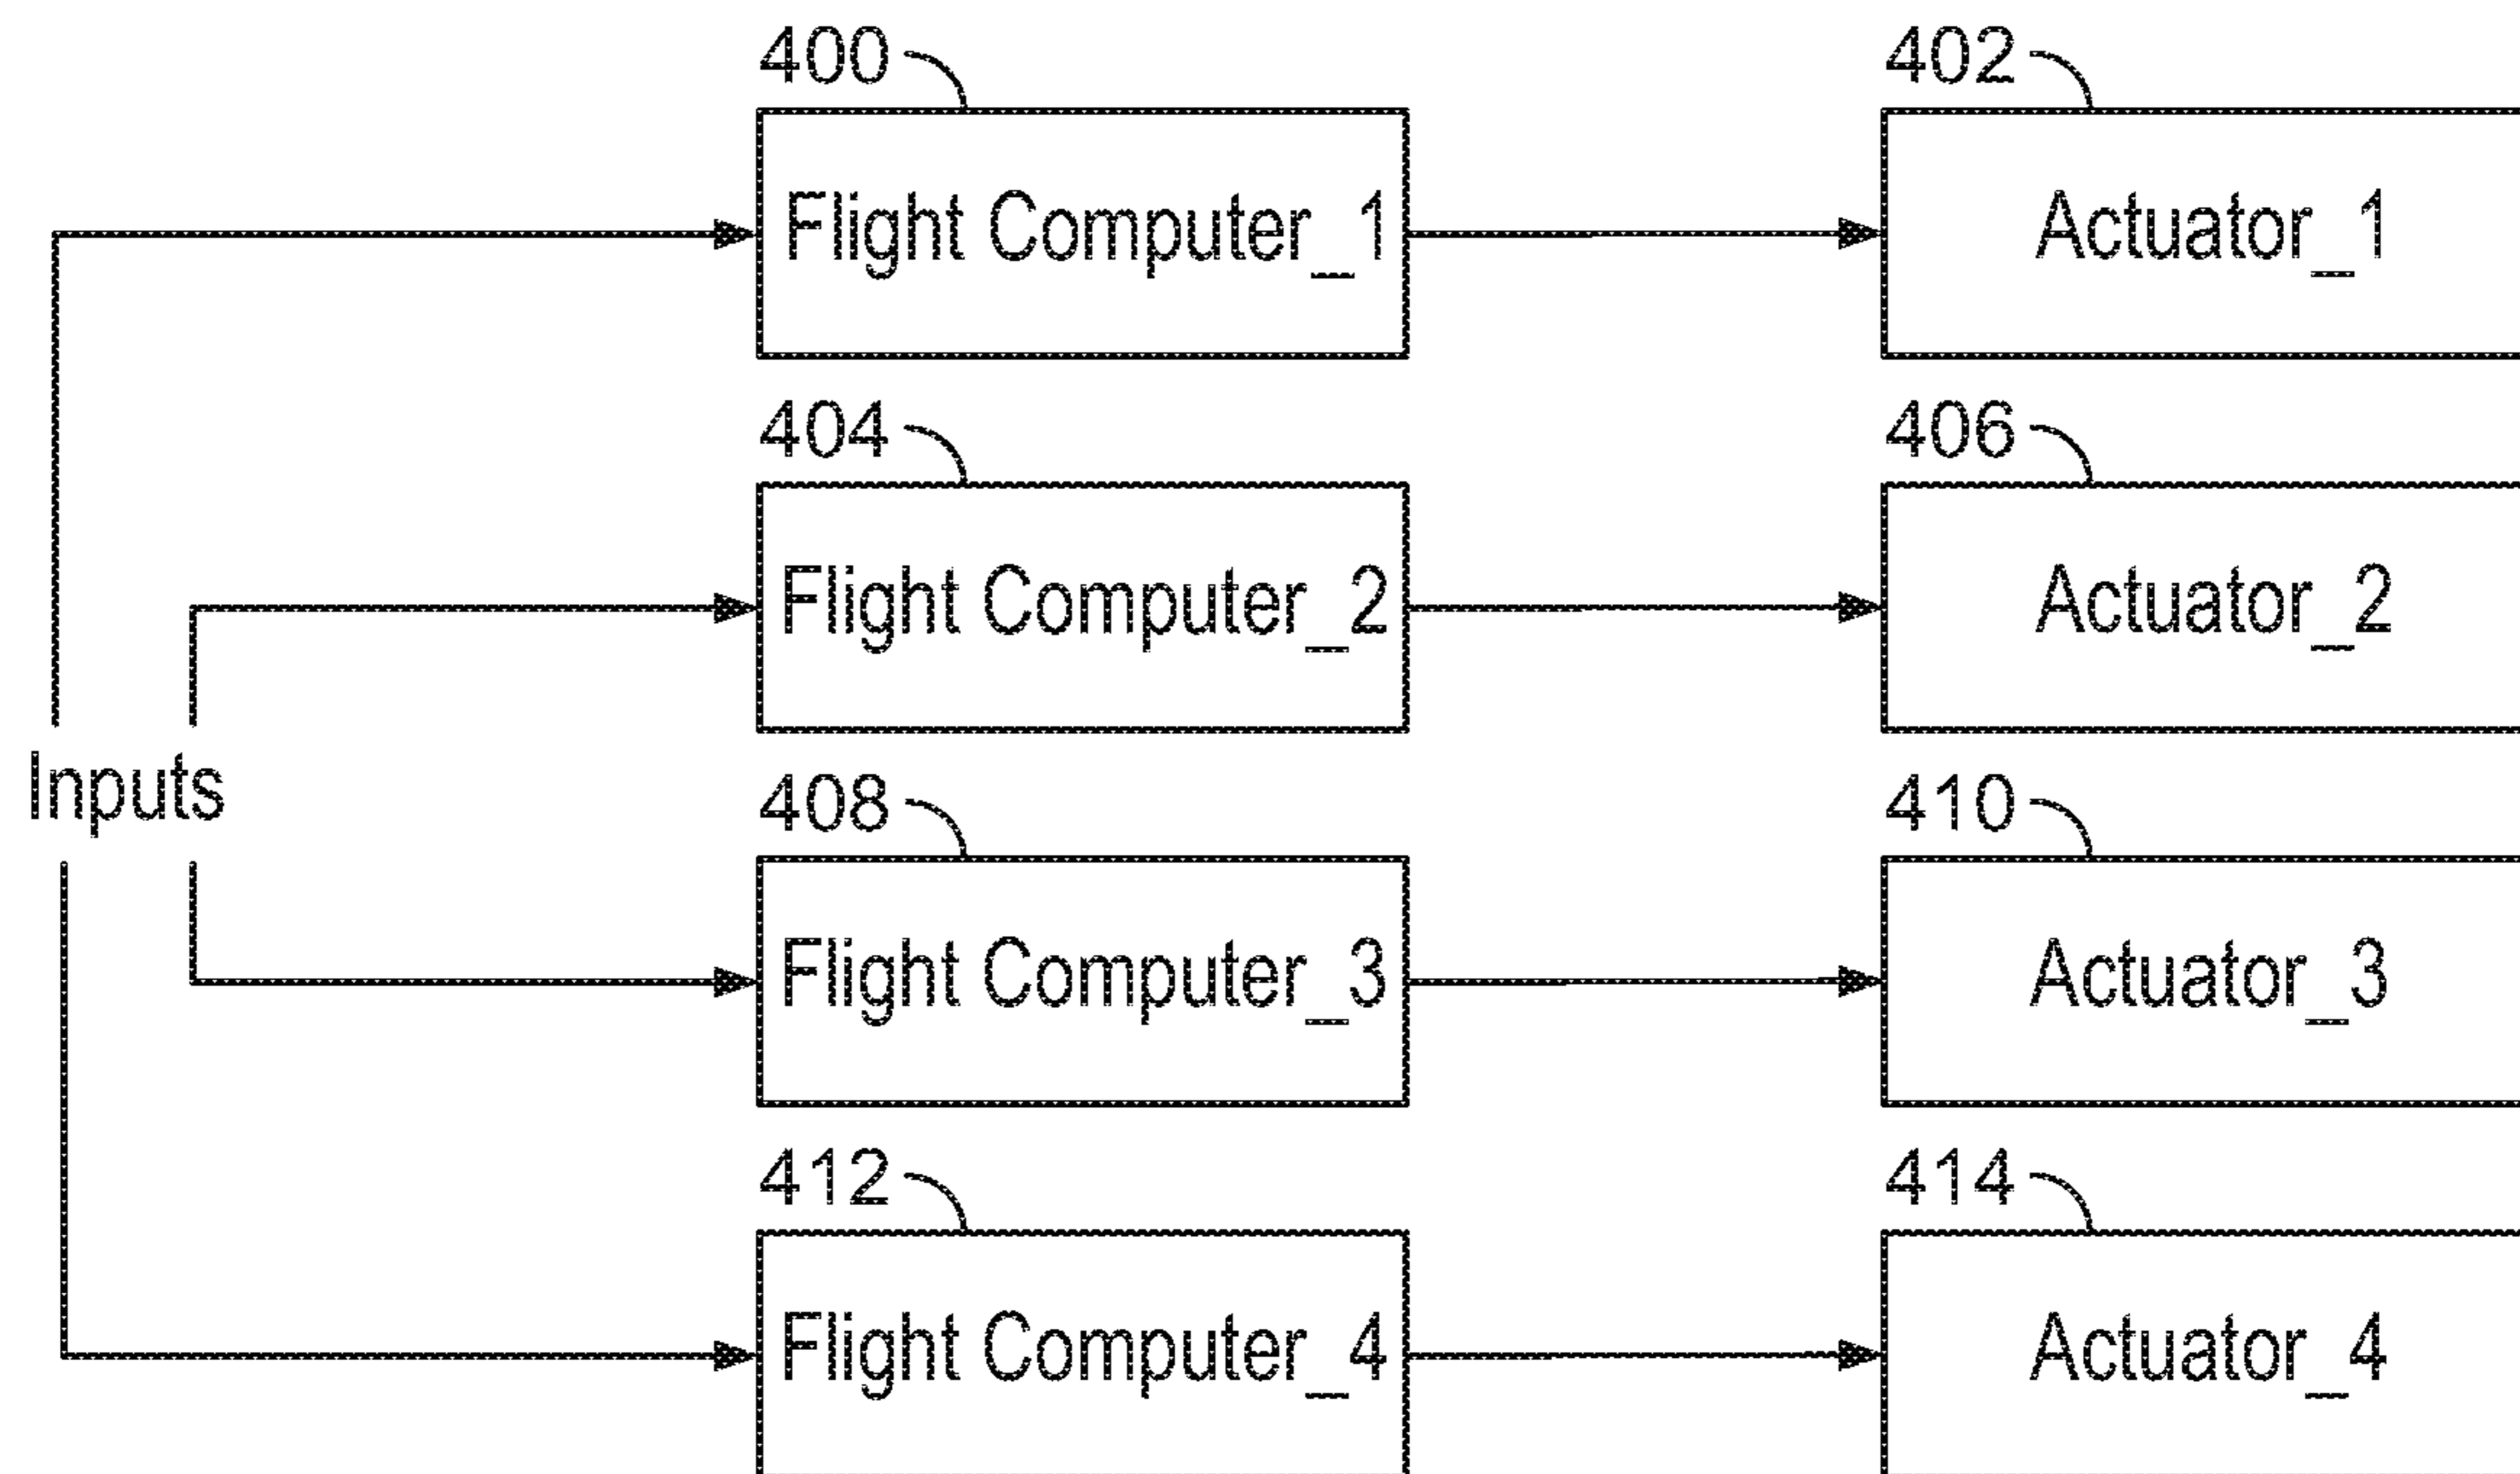 400
402
Flight Computer_1
Actuator_1
404
406
Flight Computer_2
Actuator_2
Inputs
408
410
Flight Computer_3
Actuator_3
412
414
Flight Computer_4
Actuator_4